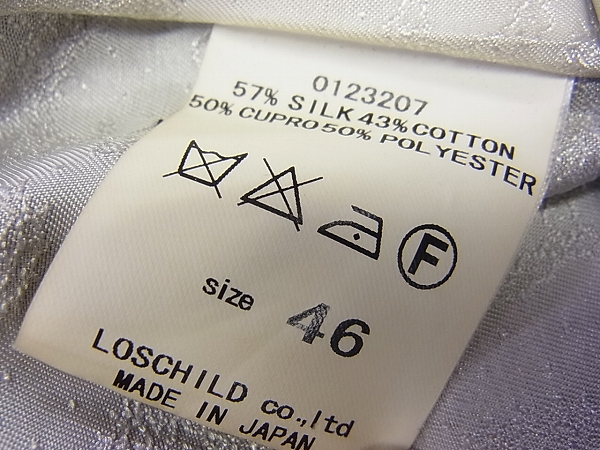 0123207
57% SILK 43% COTTON
50% CUPRO 50% POLYESTER
F
size 46
LOSCHILD co.,ltd
MADE IN JAPAN